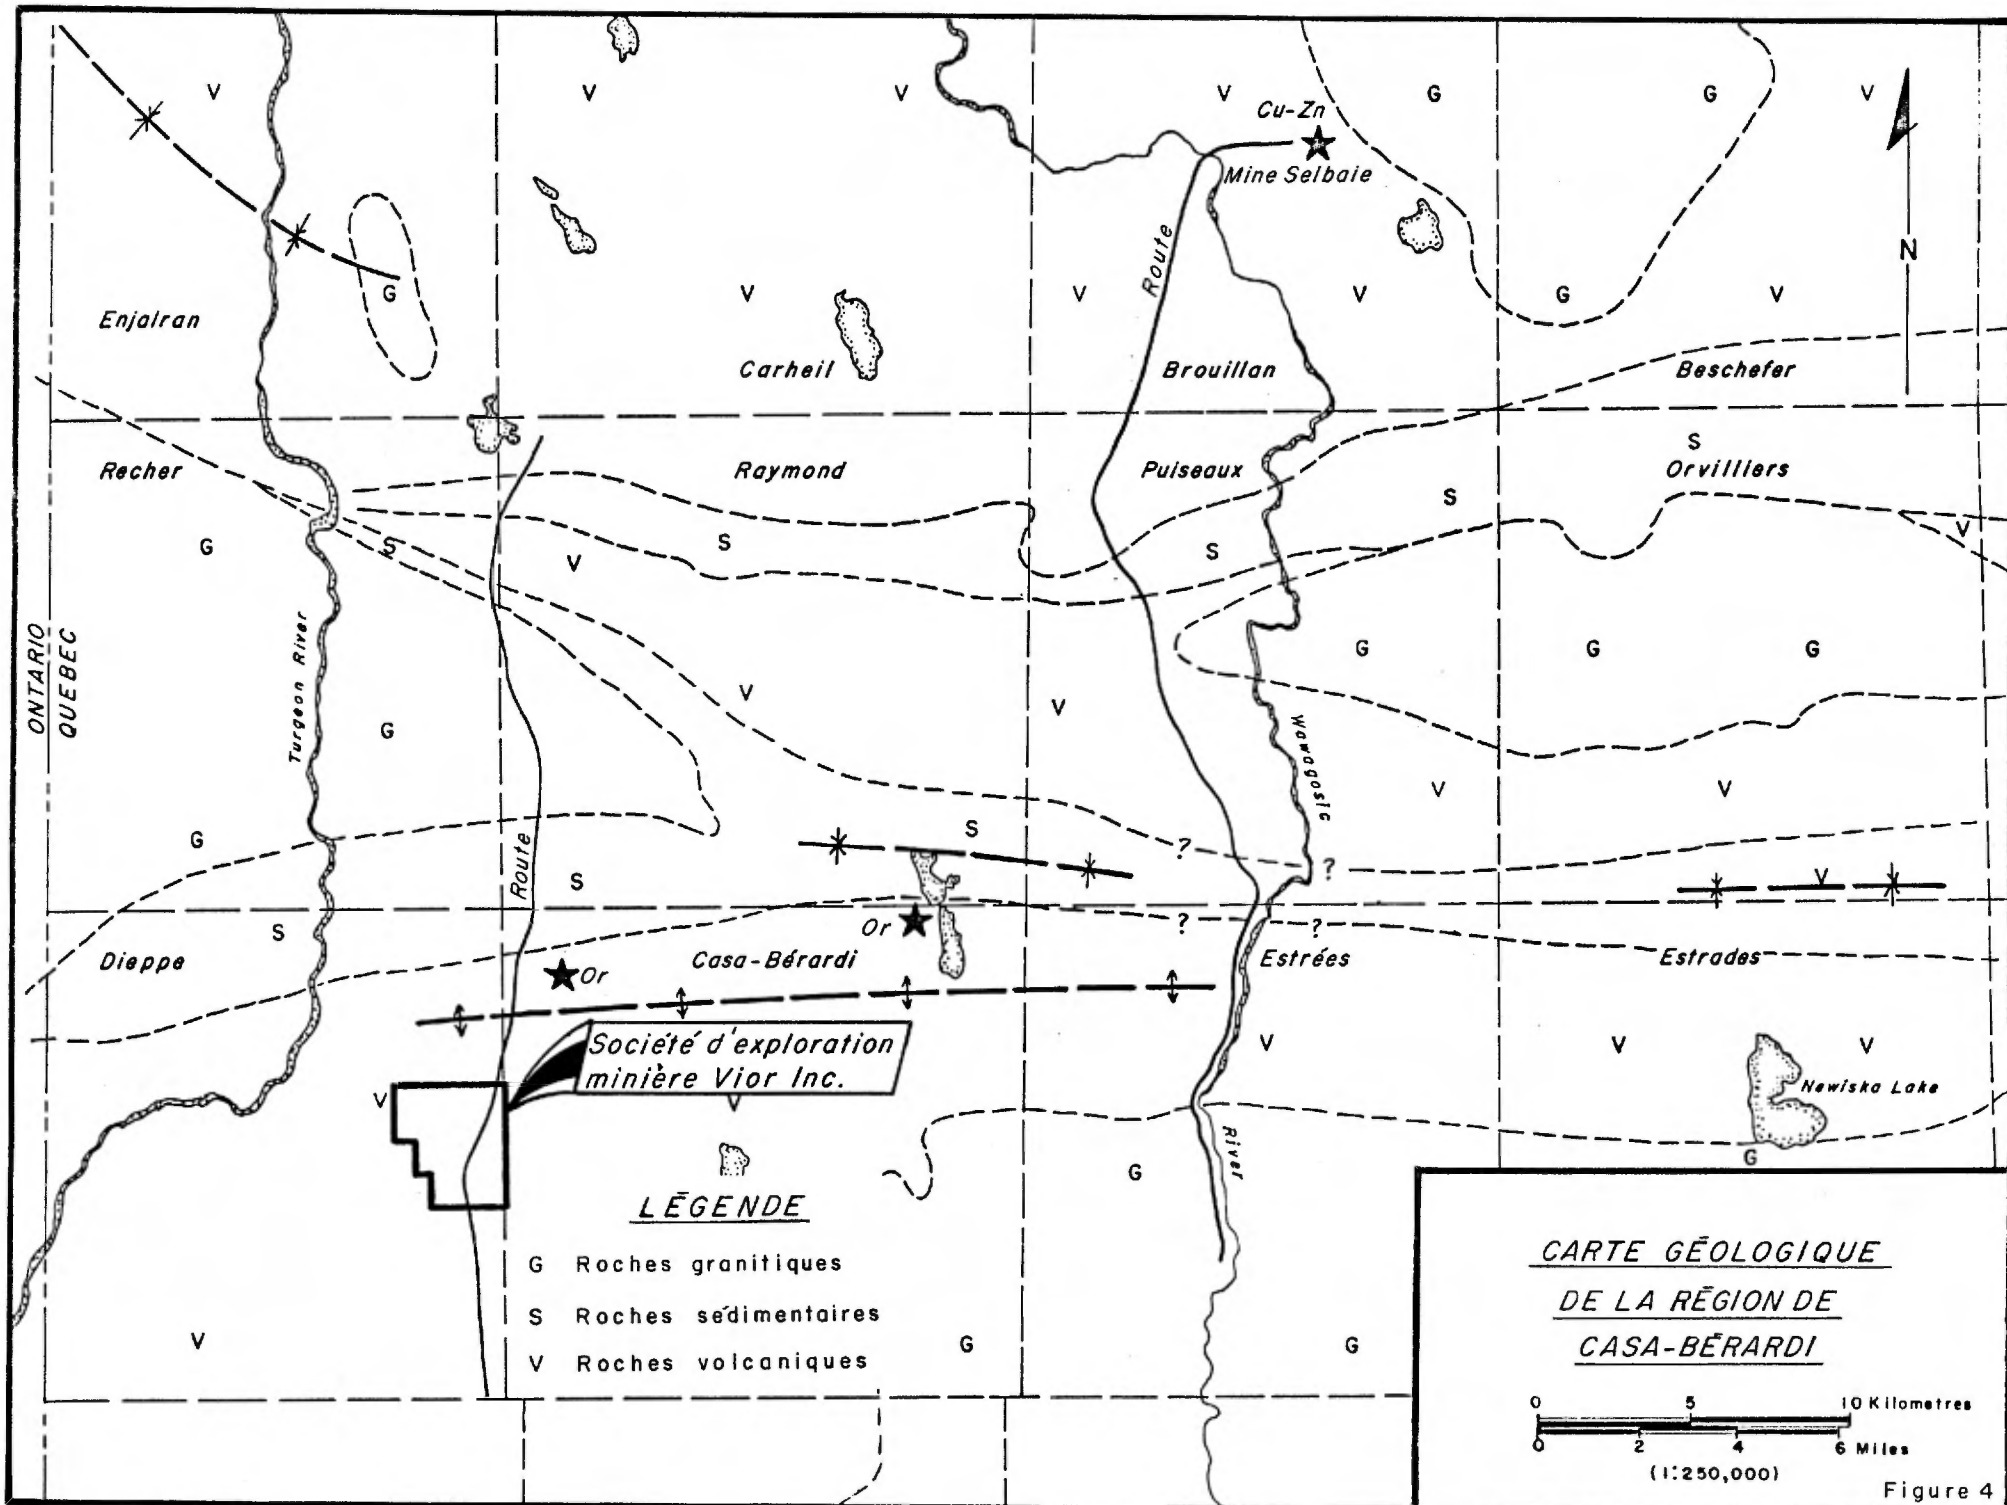 V
V
V
V
G
G
V
Cu-Zn
Mine Selbaie
Route
N
G
V
V
V
G
V
Enjalran
Carheil
Brouillan
Beschefer
Recher
Raymond
Puiseaux
S
Orvilliers
G
S
V
S
S
S
V
ONTARIO
QUEBEC
Turgeon River
G
V
V
G
G
G
Wawagosic
V
V
G
Route
S
S
?
?
V
S
Dieppe
Or
Or
Casa-Bérardi
?
?
Estrées
Estrades
Société d'exploration
minière Vior Inc.
V
V
V
V
V
Newiska Lake
River
G
G
LÉGENDE
G Roches granitiques
S Roches sédimentaires
V Roches volcaniques
V
G
G
CARTE GÉOLOGIQUE
DE LA RÉGION DE
CASA-BÉRARDI
0 5 10 Kilometres
0 2 4 6 Miles
(1:250,000)
Figure 4